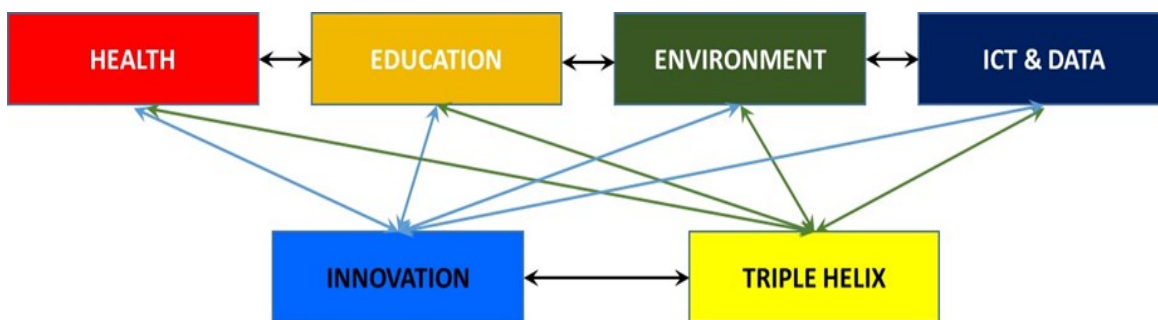 HEALTH
EDUCATION
ENVIRONMENT
ICT & DATA
INNOVATION
TRIPLE HELIX